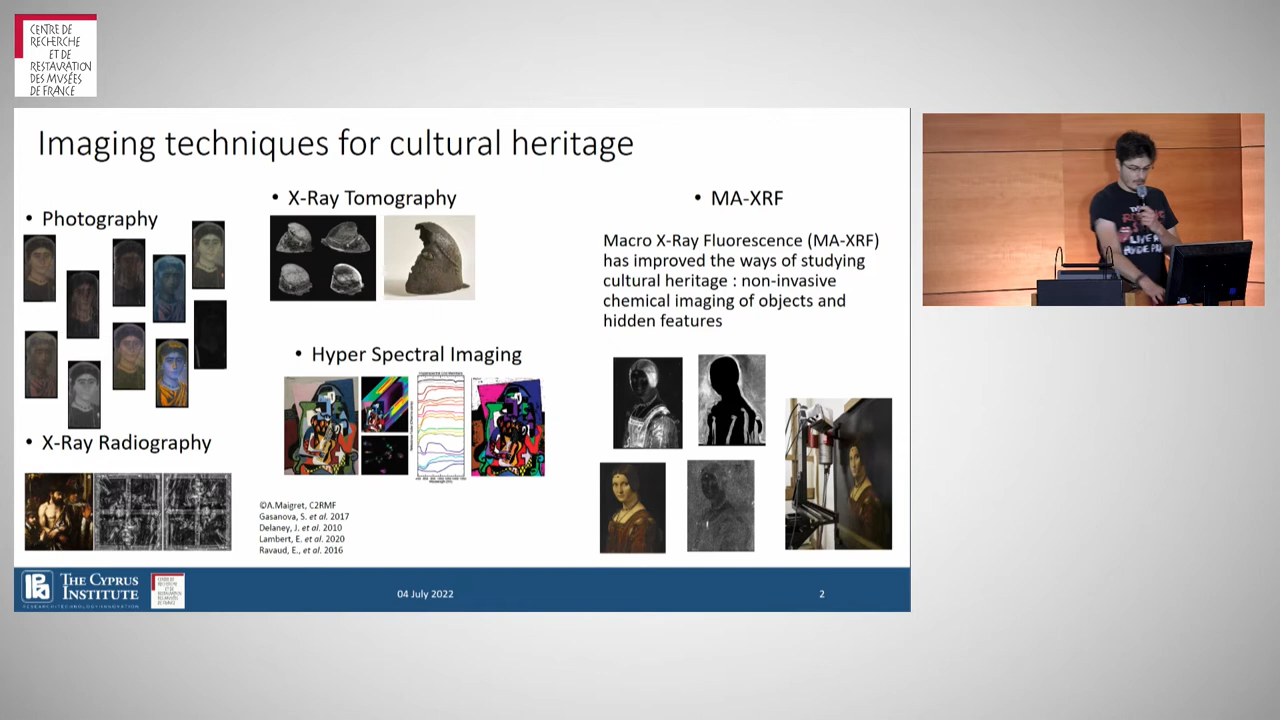 CENTRE DE
RECHERCHE
ET DE
RESTAURATION
DES MUSÉES
DE FRANCE
Imaging techniques for cultural heritage
• Photography
• X-Ray Radiography
• X-Ray Tomography
• Hyper Spectral Imaging
©A.Maigret, C2RMF
Gasanova, S. et al. 2017
Delaney, J. et al. 2010
Lambert, E. et al. 2020
Ravaud, E., et al. 2016
• MA-XRF
Macro X-Ray Fluorescence (MA-XRF)
has improved the ways of studying
cultural heritage : non-invasive
chemical imaging of objects and
hidden features
THE CYPRUS
INSTITUTE
RESEARCH•TECHNOLOGY•INNOVATION
04 July 2022
2